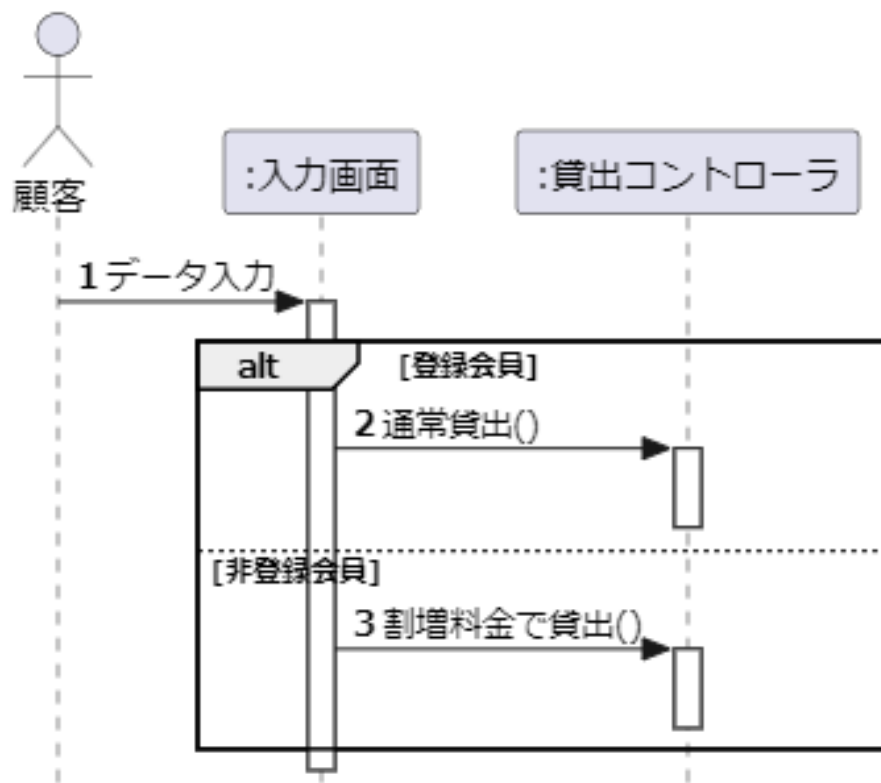 顧客
:入力画面
:貸出コントローラ
1 データ入力
alt
[登録会員]
2 通常貸出()
[非登録会員]
3 割増料金で貸出()